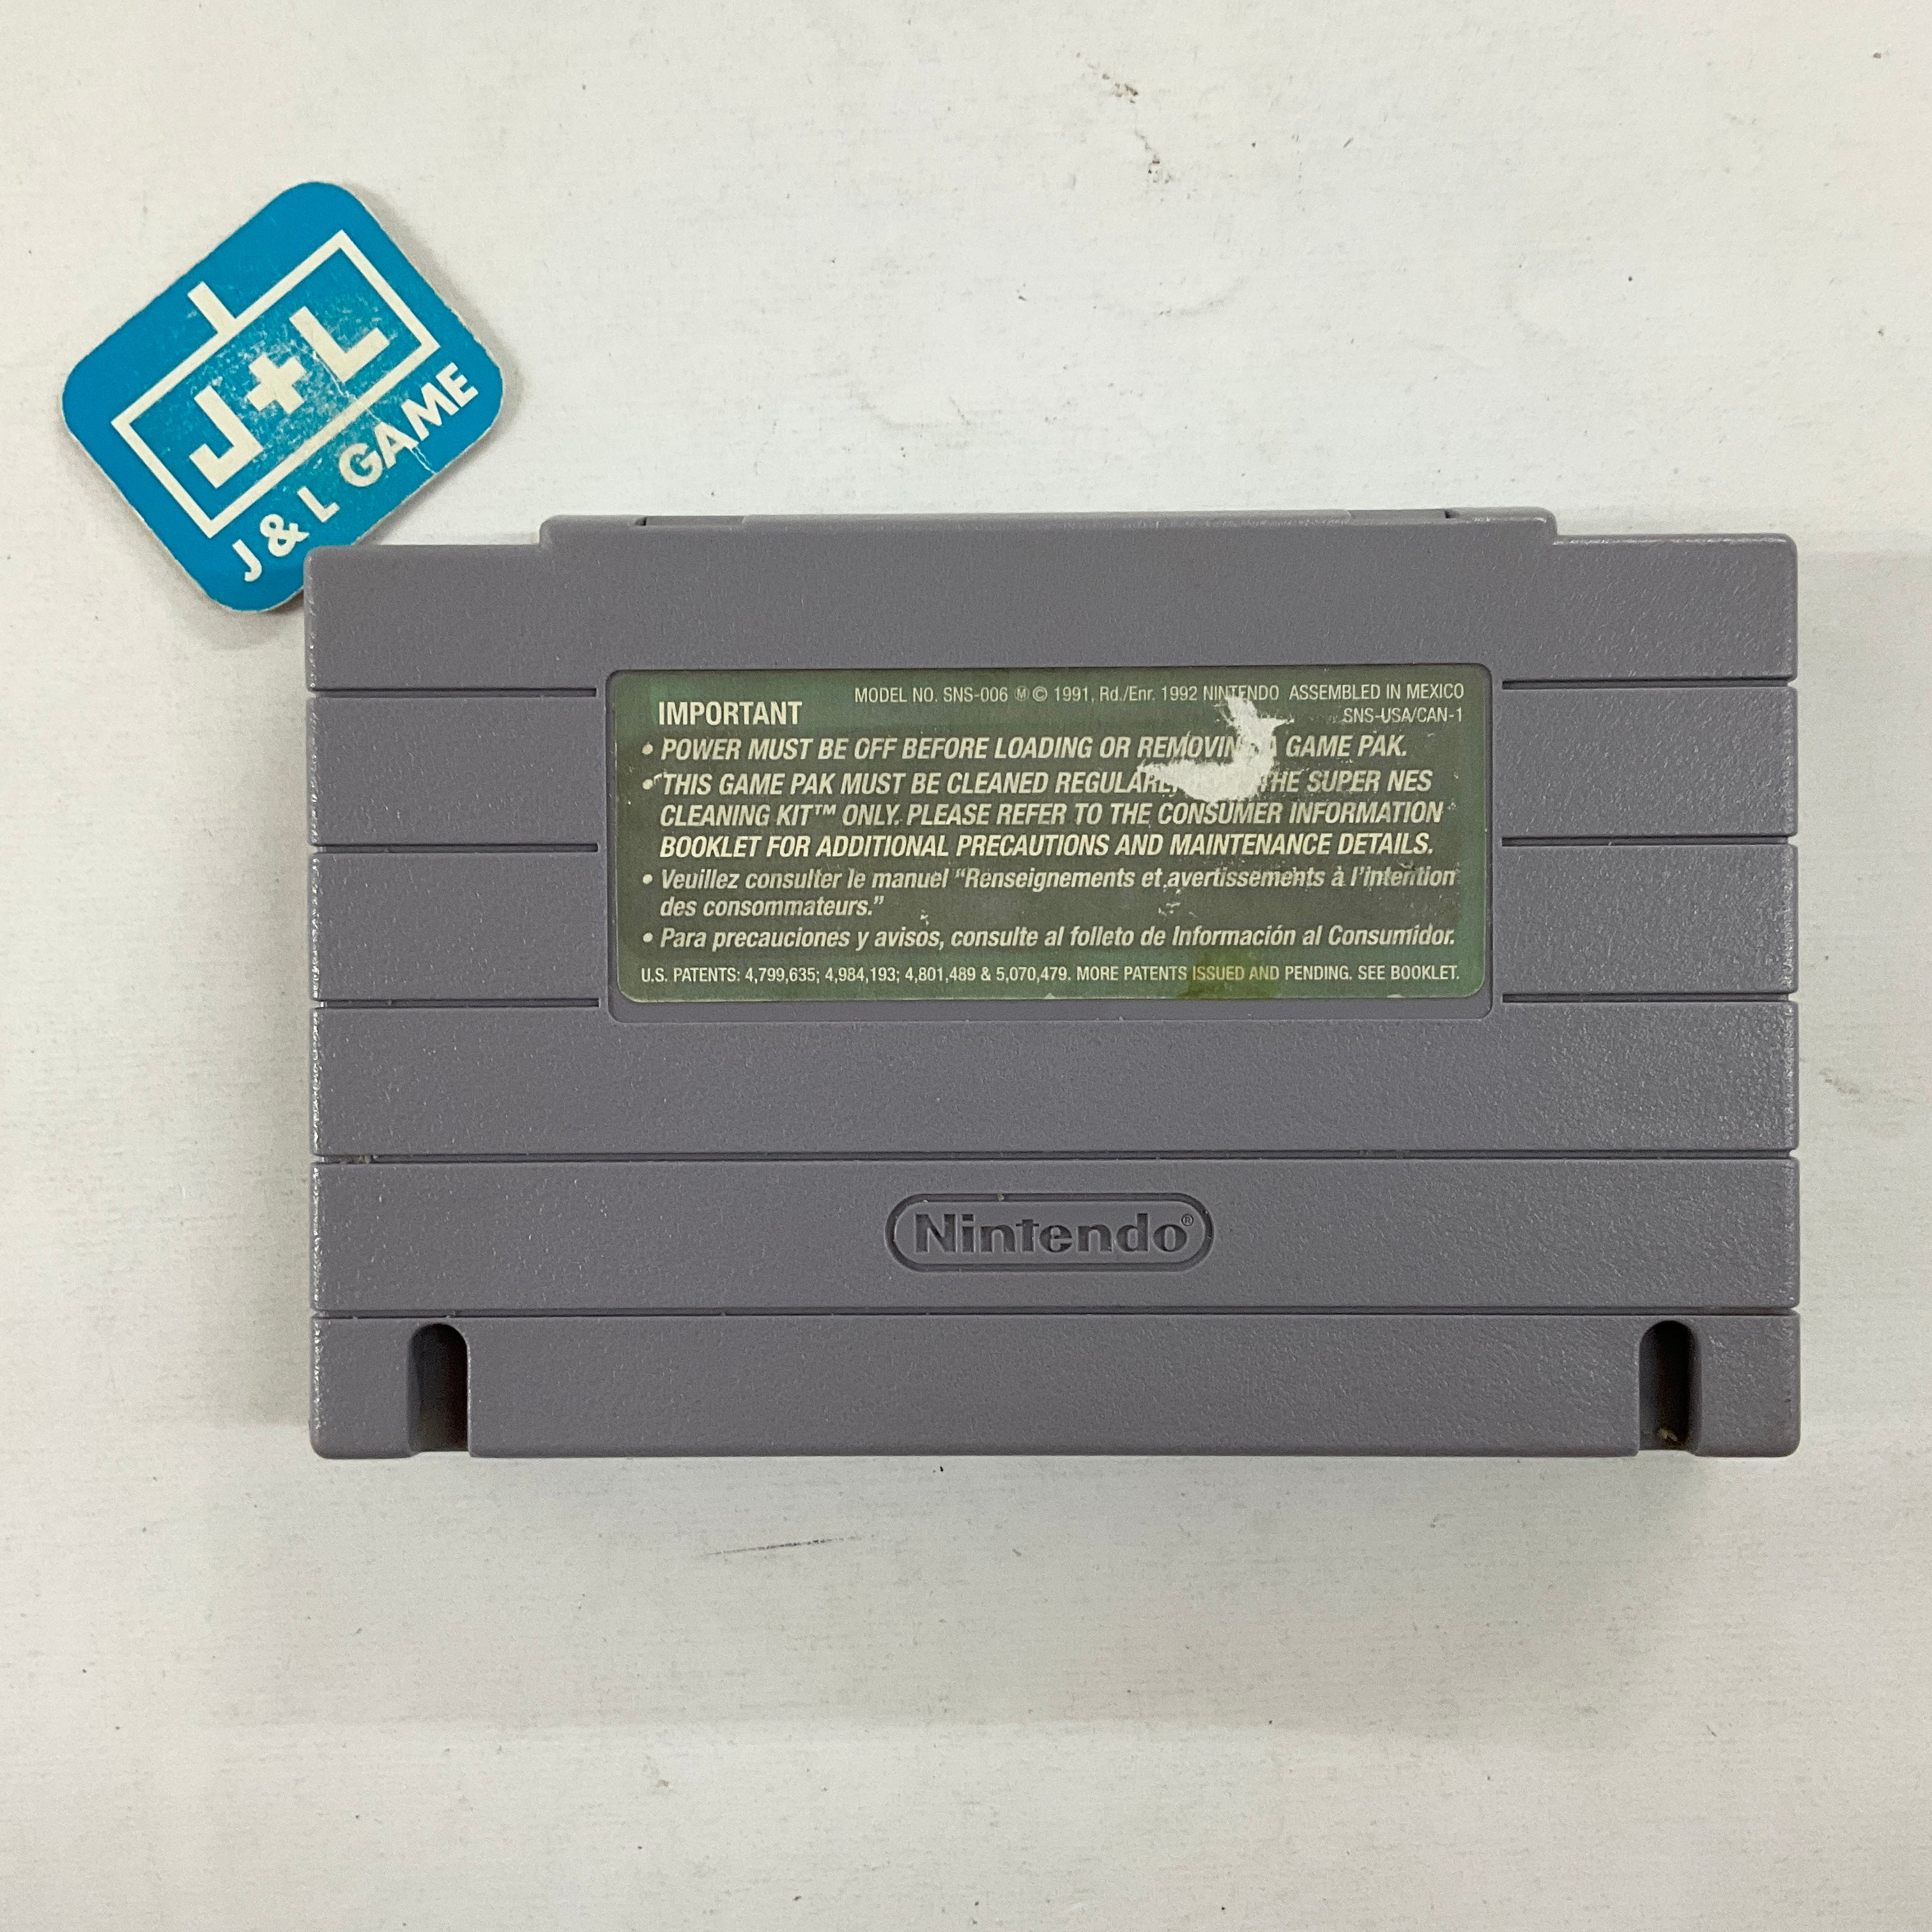 J+L
J & L GAME
MODEL NO. SNS-006 Ⓜ© 1991, Rd./Enr. 1992 NINTENDO ASSEMBLED IN MEXICO
IMPORTANT
SNS-USA/CAN-1
• POWER MUST BE OFF BEFORE LOADING OR GAME PAK.
• THIS GAME PAK MUST BE CLEANED SUPER NES
CLEANING KIT™ ONLY. PLEASE REFER TO THE CONSUMER INFORMATION
BOOKLET FOR ADDITIONAL PRECAUTIONS AND MAINTENANCE DETAILS.
• Veuillez consulter le manuel “Renseignements et avertissements à l’intention
des consommateurs.”
• Para precauciones y avisos, consulte al folleto de Información al Consumidor.
U.S. PATENTS: 4,799,635; 4,984,193; 4,801,489 & 5,070,479. MORE PATENTS ISSUED AND PENDING. SEE BOOKLET.
Nintendo®